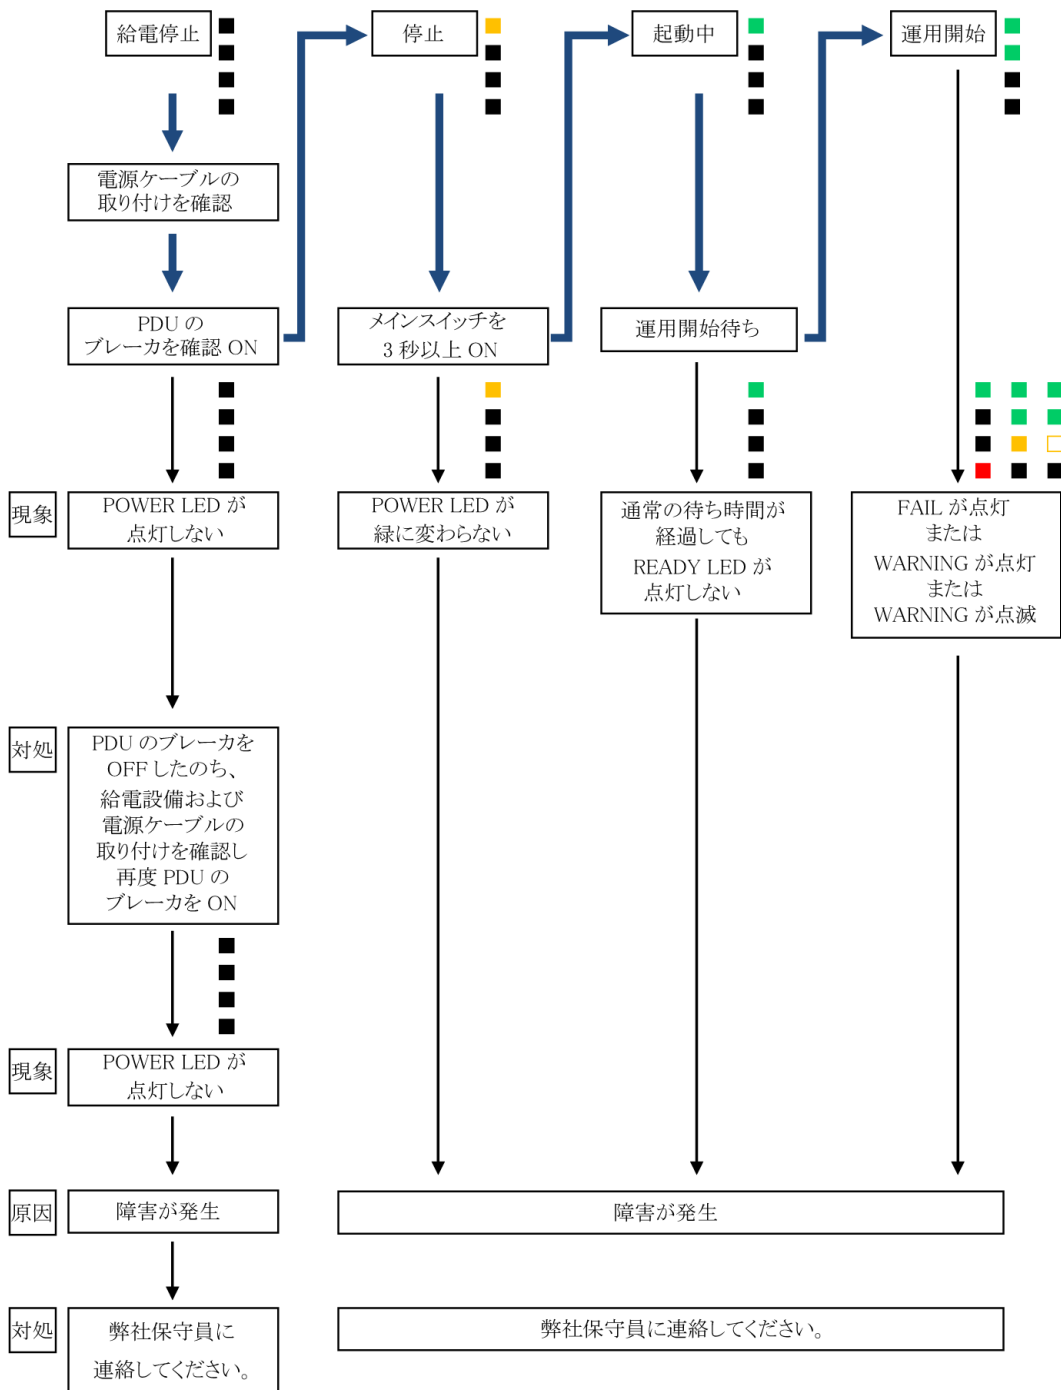 給電停止
停止
起動中
運用開始
電源ケーブルの
取り付けを確認
PDU の
ブレーカを確認 ON
メインスイッチを
3 秒以上 ON
運用開始待ち
現象
POWER LED が
点灯しない
POWER LED が
緑に変わらない
通常の待ち時間が
経過しても
READY LED が
点灯しない
FAIL が点灯
または
WARNING が点灯
または
WARNING が点滅
対処
PDU のブレーカを
OFF したのち、
給電設備および
電源ケーブルの
取り付けを確認し
再度 PDU の
ブレーカを ON
現象
POWER LED が
点灯しない
原因
障害が発生
障害が発生
対処
弊社保守員に
連絡してください。
弊社保守員に連絡してください。